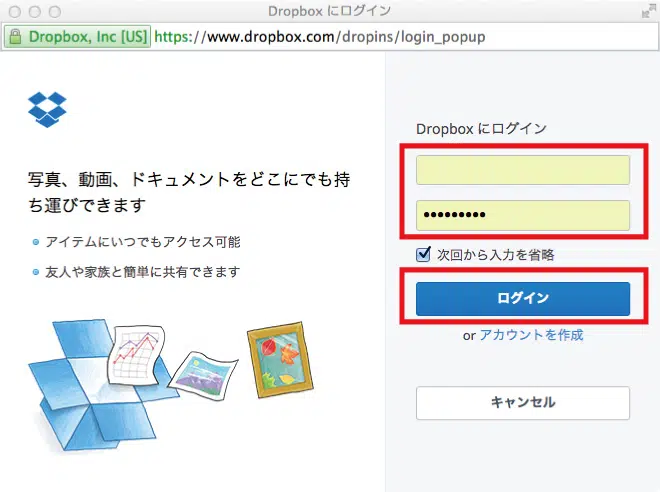 Dropbox にログイン
Dropbox, Inc [US] https://www.dropbox.com/dropins/login_popup
写真、動画、ドキュメントをどこにでも持
ち運びできます
アイテムにいつでもアクセス可能
友人や家族と簡単に共有できます
Dropbox にログイン
•••••••••
次回から入力を省略
ログイン
or アカウントを作成
キャンセル